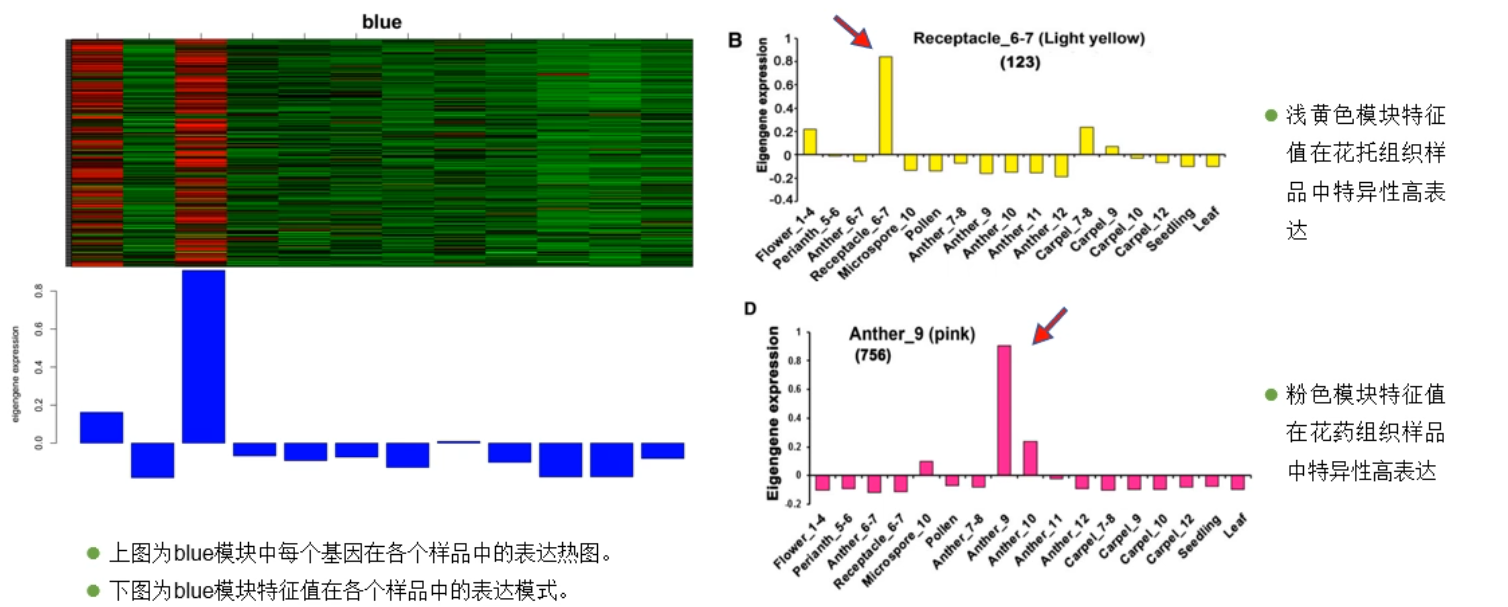 blue
eigengene expression
0.8
0.6
0.4
0.2
0.0
上图为blue模块中每个基因在各个样品中的表达热图。
下图为blue模块特征值在各个样品中的表达模式。
B
Receptacle_6-7 (Light yellow)
(123)
Eigengene expression
1
0.8
0.6
0.4
0.2
0
-0.2
-0.4
Flower_1-4
Perianth_5-6
Anther_6-7
Receptacle_6-7
Microspore_10
Pollen
Anther_7-8
Anther_9
Anther_10
Anther_11
Anther_12
Carpel_7-8
Carpel_9
Carpel_10
Carpel_12
Seedling
Leaf
浅黄色模块特征
值在花托组织样
品中特异性高表
达
D
Anther_9 (pink)
(756)
Eigengene expression
1
0.8
0.6
0.4
0.2
0
-0.2
Flower_1-4
Perianth_5-6
Anther_6-7
Receptacle_6-7
Microspore_10
Pollen
Anther_7-8
Anther_9
Anther_10
Anther_11
Anther_12
Carpel_7-8
Carpel_9
Carpel_10
Carpel_12
Seedling
Leaf
粉色模块特征值
在花药组织样品
中特异性高表达